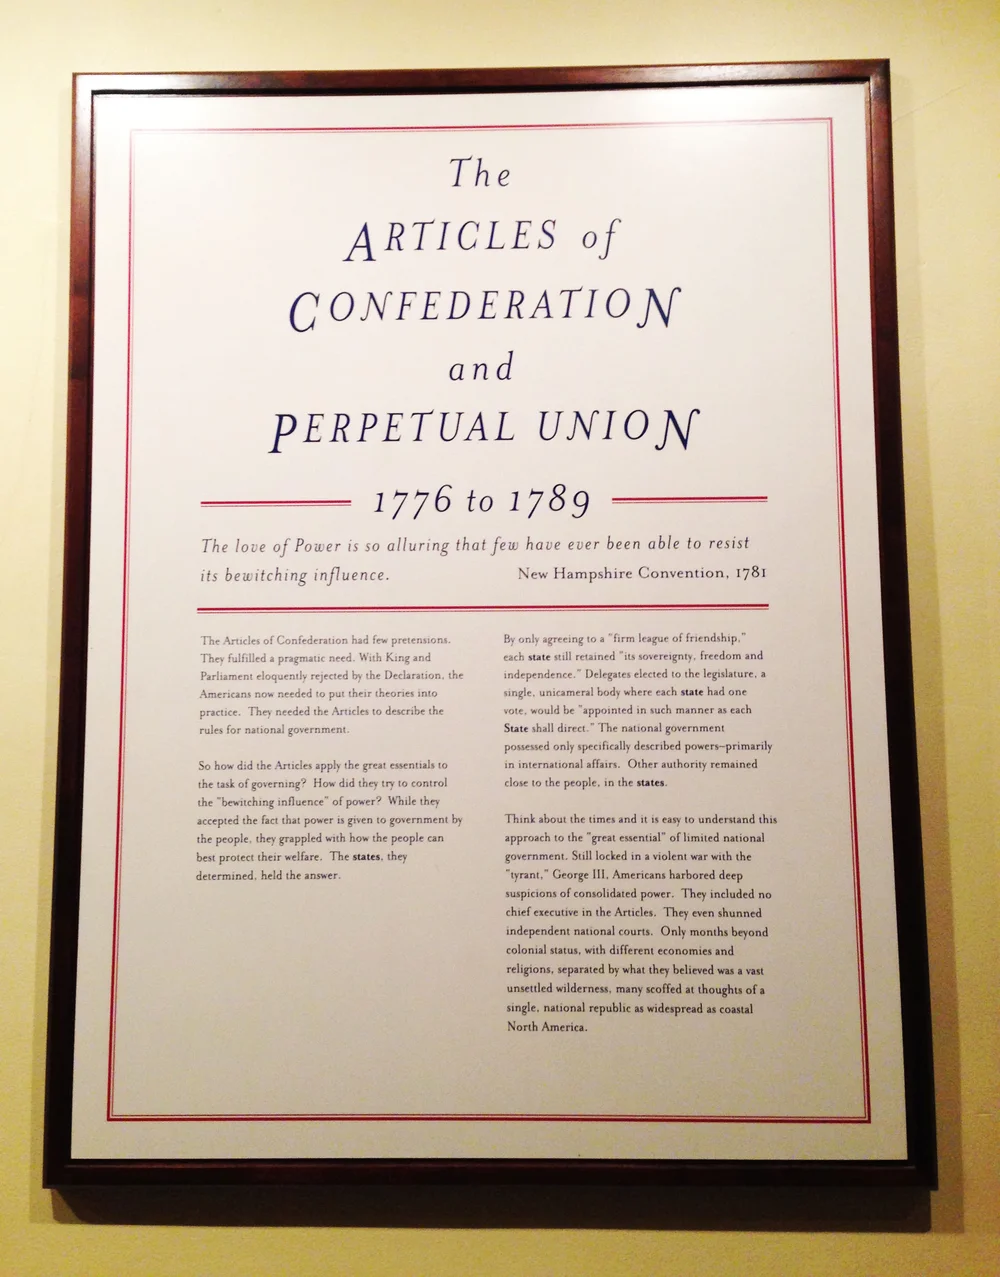 The
ARTICLES of
CONFEDERATION
and
PERPETUAL UNION
1776 to 1789
The love of Power is so alluring that few have ever been able to resist
its bewitching influence.
New Hampshire Convention, 1781
The Articles of Confederation had few pretensions.
They fulfilled a pragmatic need. With King and
Parliament eloquently rejected by the Declaration, the
Americans now needed to put their theories into
practice. They needed the Articles to describe the
rules for national government.
So how did the Articles apply the great essentials to
the task of governing? How did they try to control
the "bewitching influence" of power? While they
accepted the fact that power is given to government by
the people, they grappled with how the people can
best protect their welfare. The states, they
determined, held the answer.
By only agreeing to a "firm league of friendship,"
each state still retained "its sovereignty, freedom and
independence." Delegates elected to the legislature, a
single, unicameral body where each state had one
vote, would be "appointed in such manner as each
State shall direct." The national government
possessed only specifically described powers–primarily
in international affairs. Other authority remained
close to the people, in the states.
Think about the times and it is easy to understand this
approach to the "great essential" of limited national
government. Still locked in a violent war with the
"tyrant," George III, Americans harbored deep
suspicions of consolidated power. They included no
chief executive in the Articles. They even shunned
independent national courts. Only months beyond
colonial status, with different economies and
religions, separated by what they believed was a vast
unsettled wilderness, many scoffed at thoughts of a
single, national republic as widespread as coastal
North America.